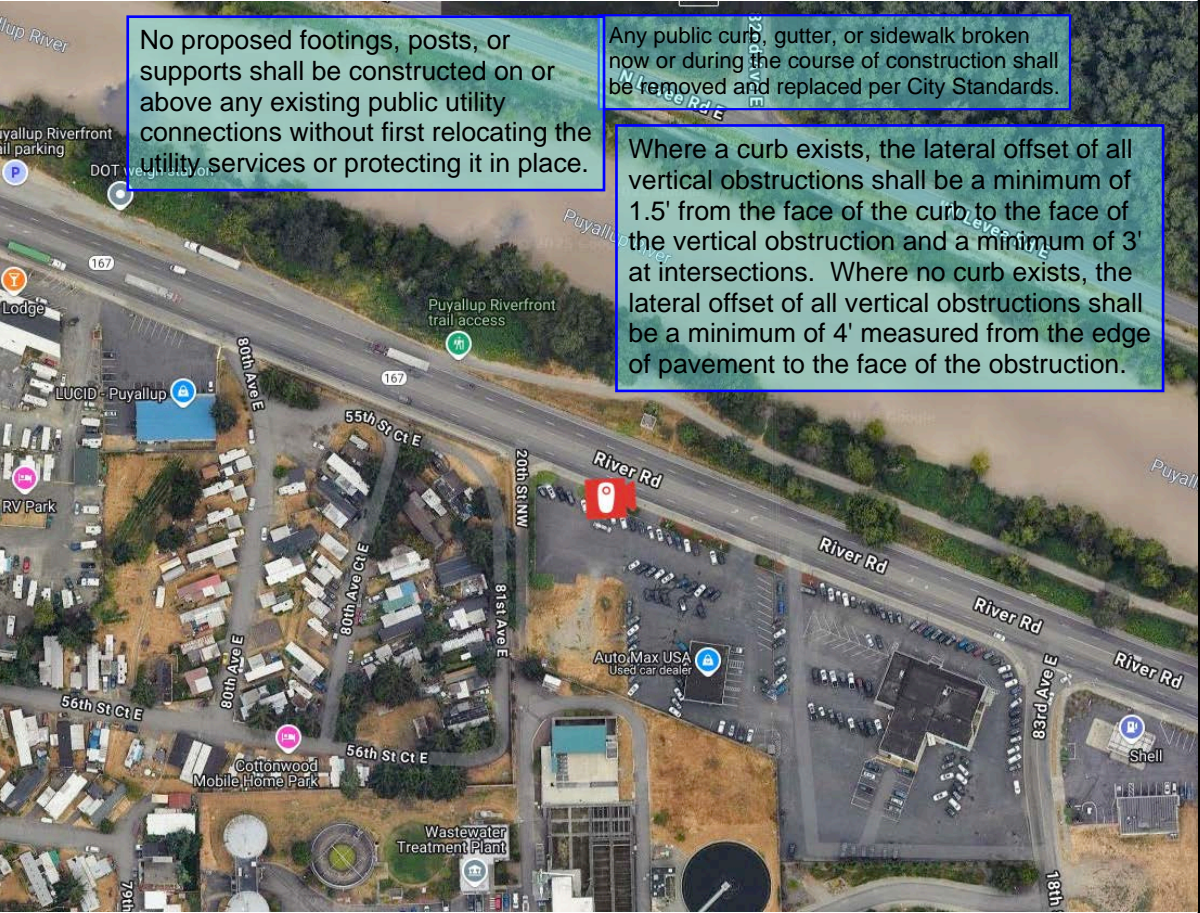 No proposed footings, posts, or
supports shall be constructed on or
above any existing public utility
connections without first relocating the
utility services or protecting it in place.
Any public curb, gutter, or sidewalk broken
now or during the course of construction shall
be removed and replaced per City Standards.
Where a curb exists, the lateral offset of all
vertical obstructions shall be a minimum of
1.5' from the face of the curb to the face of
the vertical obstruction and a minimum of 3'
at intersections.  Where no curb exists, the
lateral offset of all vertical obstructions shall
be a minimum of 4' measured from the edge
of pavement to the face of the obstruction.
River
N Levee Rd E
uyallup Riverfront
ail parking
P
DOT weigh station
Puyallup River
N Levee Rd E
167
Lodge
Puyallup Riverfront
trail access
167
80th Ave E
LUCID - Puyallup
55th St Ct E
20th St NW
River Rd
RV Park
Puyall
River Rd
80th Ave Ct E
81st Ave E
River Rd
80th Ave E
Auto Max USA
Used car dealer
River Rd
83rd Ave E
56th St Ct E
56th St Ct E
Cottonwood
Mobile Home Park
Shell
Wastewater
Treatment Plant
79th
18th